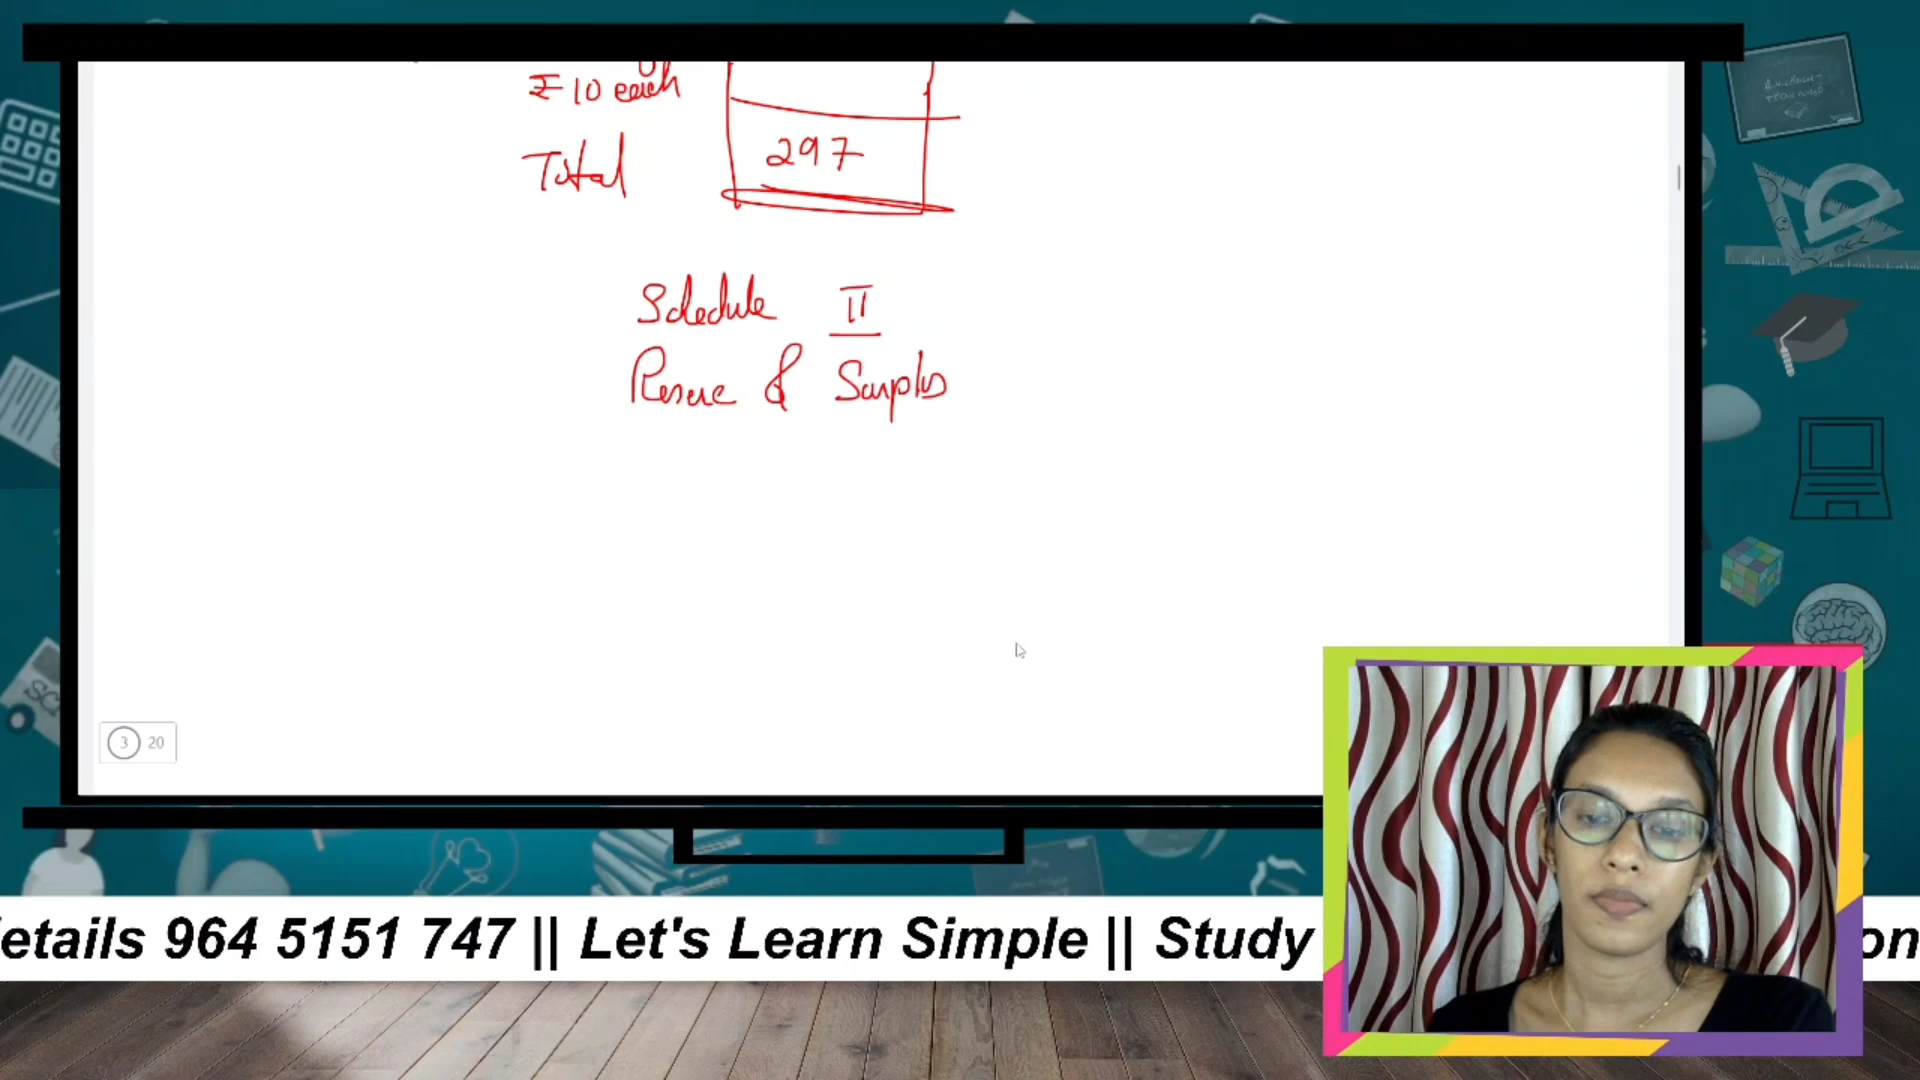 ₹10 each
Total 297
Schedule II
Reserve & Surplus
3 20
etails 964 5151 747 || Let's Learn Simple || Study
on